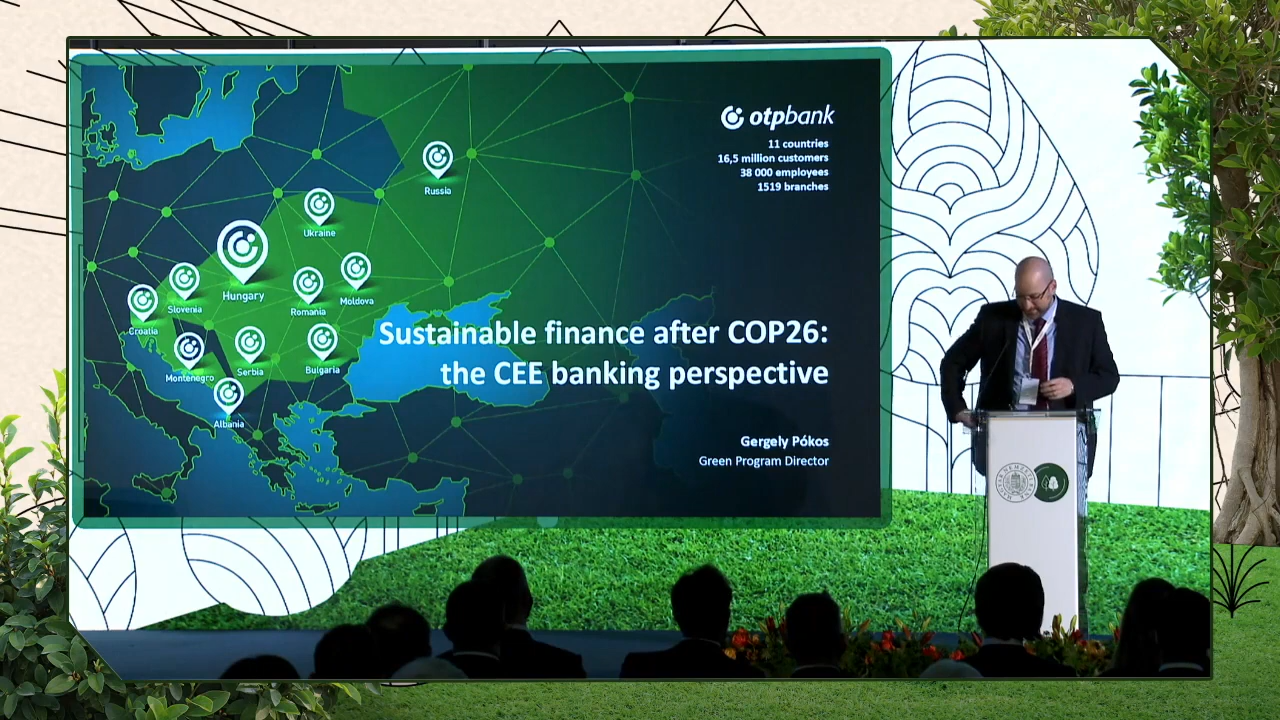 otpbank
11 countries
16,5 million customers
38 000 employees
1519 branches
Russia
Ukraine
Hungary
Slovenia
Romania
Moldova
Croatia
Montenegro
Serbia
Bulgaria
Albania
Sustainable finance after COP26:
the CEE banking perspective
Gergely Pókos
Green Program Director